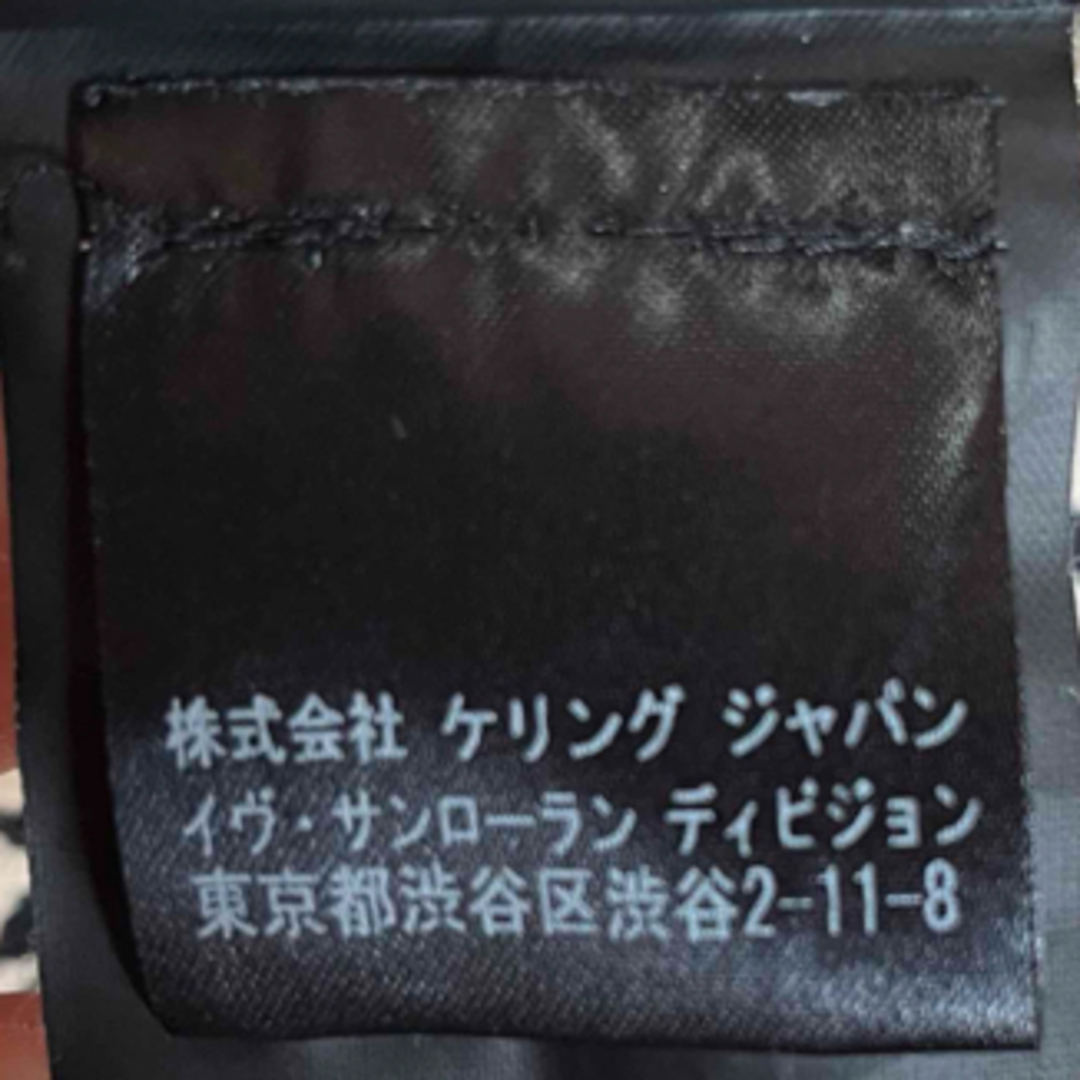 株式会社 ケリング ジャパン
イヴ・サンローラン ディビジョン
東京都渋谷区渋谷2-11-8